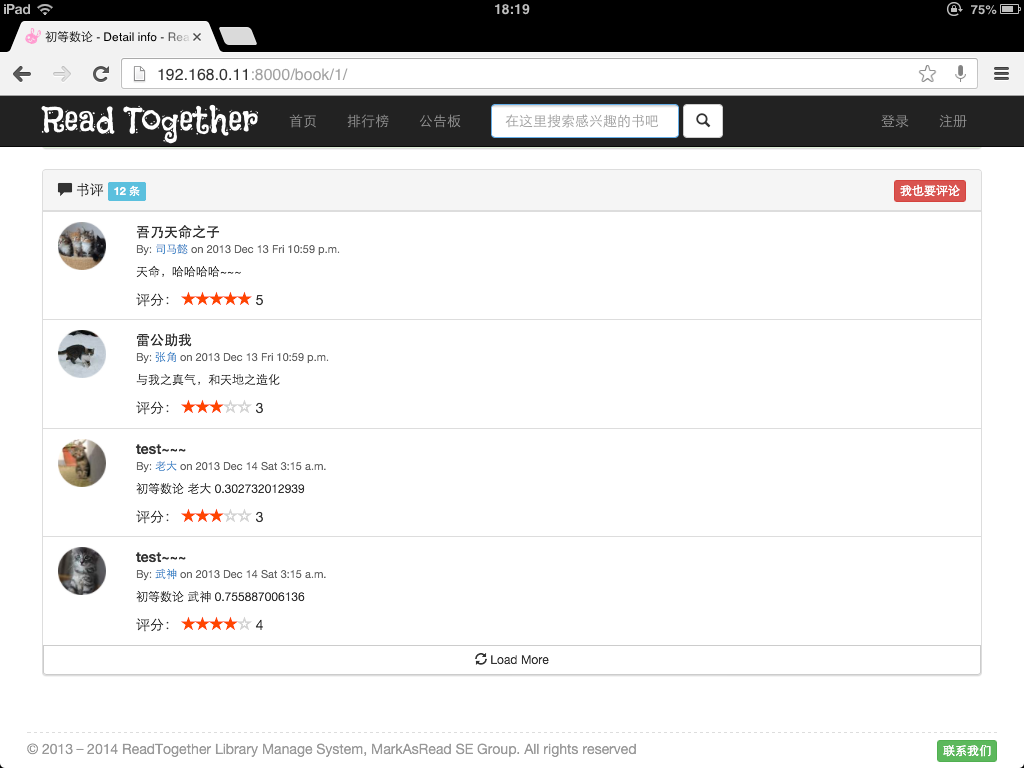 iPad 18:19 75%
初等数论 - Detail info - Rea
192.168.0.11:8000/book/1/
Read Together 首页 排行榜 公告板 在这里搜索感兴趣的书吧 登录 注册
书评 12 条 我也要评论
吾乃天命之子
By: 司马懿 on 2013 Dec 13 Fri 10:59 p.m.
天命，哈哈哈哈~~~
评分： ★★★★★ 5
雷公助我
By: 张角 on 2013 Dec 13 Fri 10:59 p.m.
与我之真气，和天地之造化
评分： ★★★☆☆ 3
test~~~
By: 老大 on 2013 Dec 14 Sat 3:15 a.m.
初等数论 老大 0.302732012939
评分： ★★★☆☆ 3
test~~~
By: 武神 on 2013 Dec 14 Sat 3:15 a.m.
初等数论 武神 0.755887006136
评分： ★★★★☆ 4
Load More
© 2013 – 2014 ReadTogether Library Manage System, MarkAsRead SE Group. All rights reserved 联系我们